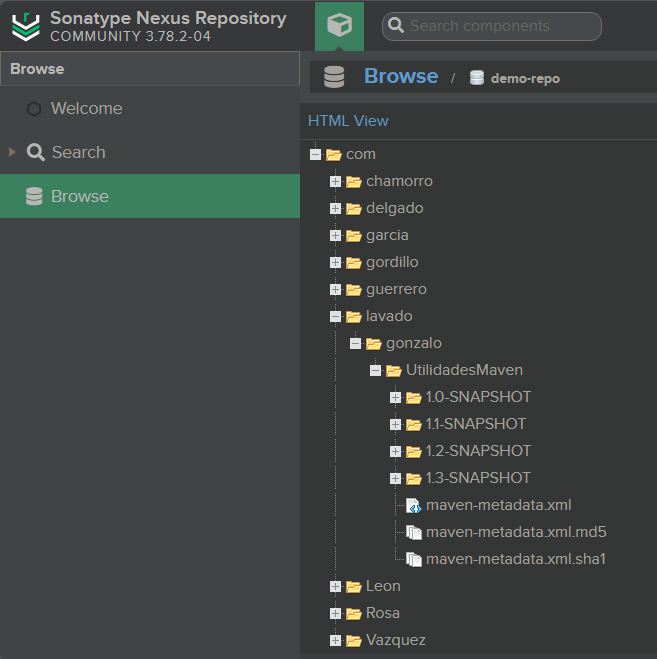 Sonatype Nexus Repository
COMMUNITY 3.78.2-04
Search components
Browse
Welcome
Search
Browse
Browse / demo-repo
HTML View
com
chamorro
delgado
garcia
gordillo
guerrero
lavado
gonzalo
UtilidadesMaven
1.0-SNAPSHOT
1.1-SNAPSHOT
1.2-SNAPSHOT
1.3-SNAPSHOT
maven-metadata.xml
maven-metadata.xml.md5
maven-metadata.xml.sha1
Leon
Rosa
Vazquez